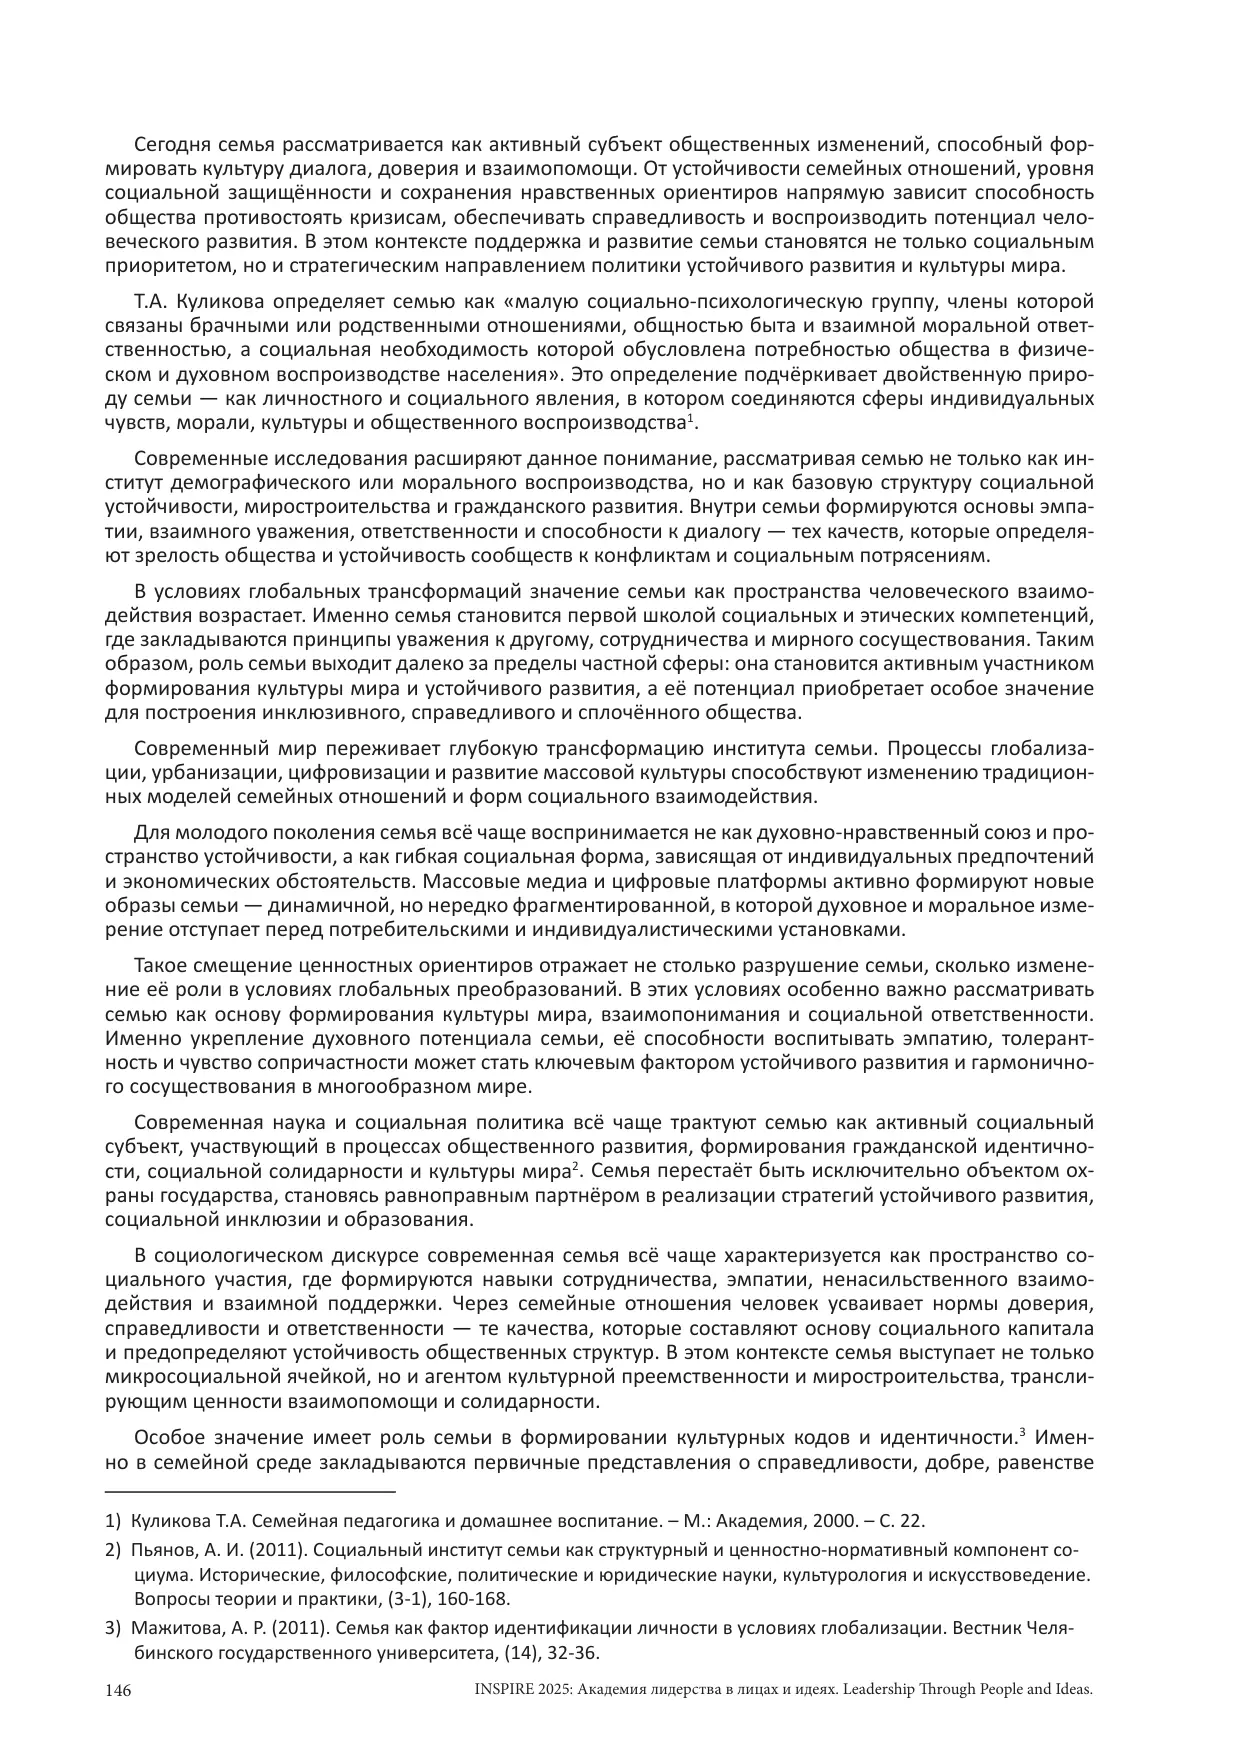 Сегодня семья рассматривается как активный субъект общественных изменений, способный фор-
мировать культуру диалога, доверия и взаимопомощи. От устойчивости семейных отношений, уровня
социальной защищённости и сохранения нравственных ориентиров напрямую зависит способность
общества противостоять кризисам, обеспечивать справедливость и воспроизводить потенциал чело-
веческого развития. В этом контексте поддержка и развитие семьи становятся не только социальным
приоритетом, но и стратегическим направлением политики устойчивого развития и культуры мира.
Т.А. Куликова определяет семью как «малую социально-психологическую группу, члены которой
связаны брачными или родственными отношениями, общностью быта и взаимной моральной ответ-
ственностью, а социальная необходимость которой обусловлена потребностью общества в физиче-
ском и духовном воспроизводстве населения». Это определение подчёркивает двойственную приро-
ду семьи — как личностного и социального явления, в котором соединяются сферы индивидуальных
чувств, морали, культуры и общественного воспроизводства¹.
Современные исследования расширяют данное понимание, рассматривая семью не только как ин-
ститут демографического или морального воспроизводства, но и как базовую структуру социальной
устойчивости, миростроительства и гражданского развития. Внутри семьи формируются основы эмпа-
тии, взаимного уважения, ответственности и способности к диалогу — тех качеств, которые определя-
ют зрелость общества и устойчивость сообществ к конфликтам и социальным потрясениям.
В условиях глобальных трансформаций значение семьи как пространства человеческого взаимо-
действия возрастает. Именно семья становится первой школой социальных и этических компетенций,
где закладываются принципы уважения к другому, сотрудничества и мирного сосуществования. Таким
образом, роль семьи выходит далеко за пределы частной сферы: она становится активным участником
формирования культуры мира и устойчивого развития, а её потенциал приобретает особое значение
для построения инклюзивного, справедливого и сплочённого общества.
Современный мир переживает глубокую трансформацию института семьи. Процессы глобализа-
ции, урбанизации, цифровизации и развитие массовой культуры способствуют изменению традицион-
ных моделей семейных отношений и форм социального взаимодействия.
Для молодого поколения семья всё чаще воспринимается не как духовно-нравственный союз и про-
странство устойчивости, а как гибкая социальная форма, зависящая от индивидуальных предпочтений
и экономических обстоятельств. Массовые медиа и цифровые платформы активно формируют новые
образы семьи — динамичной, но нередко фрагментированной, в которой духовное и моральное изме-
рение отступает перед потребительскими и индивидуалистическими установками.
Такое смещение ценностных ориентиров отражает не столько разрушение семьи, сколько измене-
ние её роли в условиях глобальных преобразований. В этих условиях особенно важно рассматривать
семью как основу формирования культуры мира, взаимопонимания и социальной ответственности.
Именно укрепление духовного потенциала семьи, её способности воспитывать эмпатию, толерант-
ность и чувство сопричастности может стать ключевым фактором устойчивого развития и гармонично-
го сосуществования в многообразном мире.
Современная наука и социальная политика всё чаще трактуют семью как активный социальный
субъект, участвующий в процессах общественного развития, формирования гражданской идентично-
сти, социальной солидарности и культуры мира². Семья перестаёт быть исключительно объектом ох-
раны государства, становясь равноправным партнёром в реализации стратегий устойчивого развития,
социальной инклюзии и образования.
В социологическом дискурсе современная семья всё чаще характеризуется как пространство со-
циального участия, где формируются навыки сотрудничества, эмпатии, ненасильственного взаимо-
действия и взаимной поддержки. Через семейные отношения человек усваивает нормы доверия,
справедливости и ответственности — те качества, которые составляют основу социального капитала
и предопределяют устойчивость общественных структур. В этом контексте семья выступает не только
микросоциальной ячейкой, но и агентом культурной преемственности и миростроительства, трансли-
рующим ценности взаимопомощи и солидарности.
Особое значение имеет роль семьи в формировании культурных кодов и идентичности.³ Имен-
но в семейной среде закладываются первичные представления о справедливости, добре, равенстве
1) Куликова Т.А. Семейная педагогика и домашнее воспитание. – М.: Академия, 2000. – С. 22.
2) Пьянов, А. И. (2011). Социальный институт семьи как структурный и ценностно-нормативный компонент со-
циума. Исторические, философские, политические и юридические науки, культурология и искусствоведение.
Вопросы теории и практики, (3-1), 160-168.
3) Мажитова, А. Р. (2011). Семья как фактор идентификации личности в условиях глобализации. Вестник Челя-
бинского государственного университета, (14), 32-36.
146 INSPIRE 2025: Академия лидерства в лицах и идеях. Leadership Through People and Ideas.